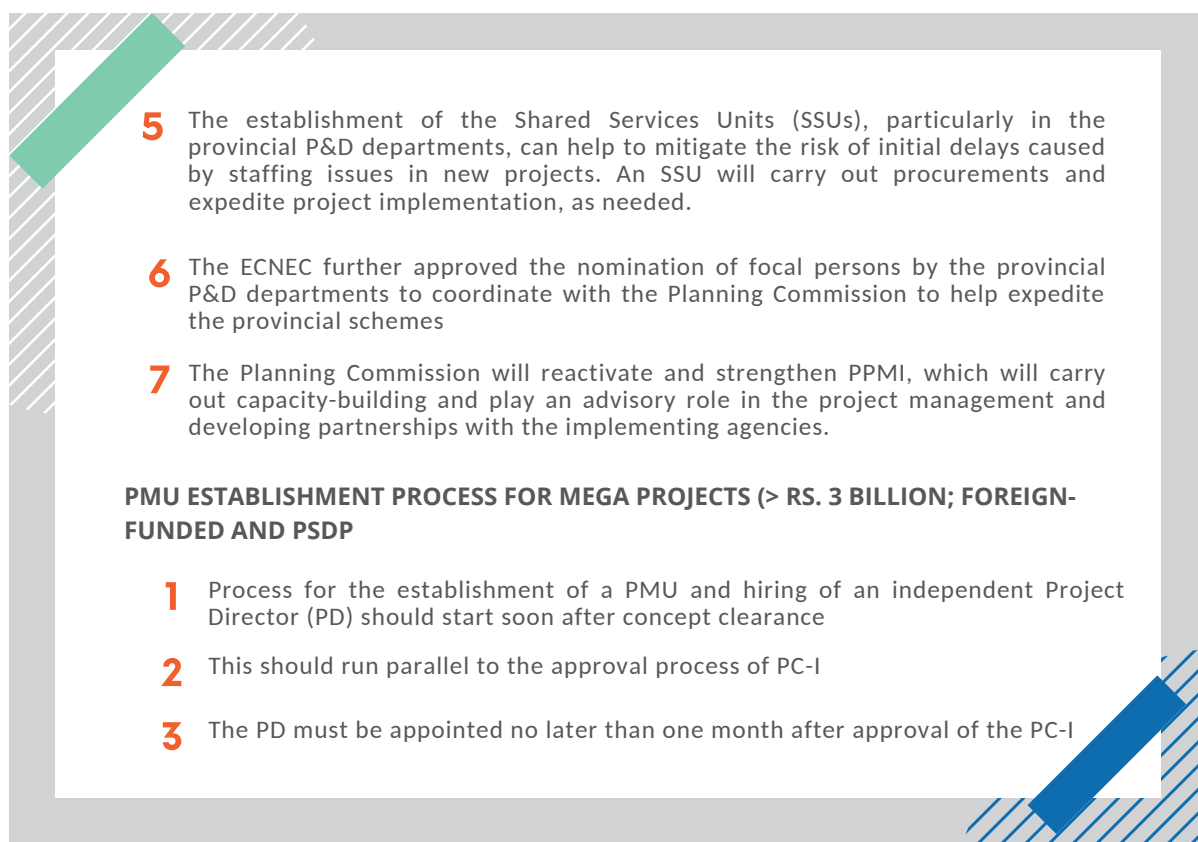 5 The establishment of the Shared Services Units (SSUs), particularly in the
provincial P&D departments, can help to mitigate the risk of initial delays caused
by staffing issues in new projects. An SSU will carry out procurements and
expedite project implementation, as needed.
6 The ECNEC further approved the nomination of focal persons by the provincial
P&D departments to coordinate with the Planning Commission to help expedite
the provincial schemes
7 The Planning Commission will reactivate and strengthen PPMI, which will carry
out capacity-building and play an advisory role in the project management and
developing partnerships with the implementing agencies.
PMU ESTABLISHMENT PROCESS FOR MEGA PROJECTS (> RS. 3 BILLION; FOREIGN-
FUNDED AND PSDP
1 Process for the establishment of a PMU and hiring of an independent Project
Director (PD) should start soon after concept clearance
2 This should run parallel to the approval process of PC-I
3 The PD must be appointed no later than one month after approval of the PC-I